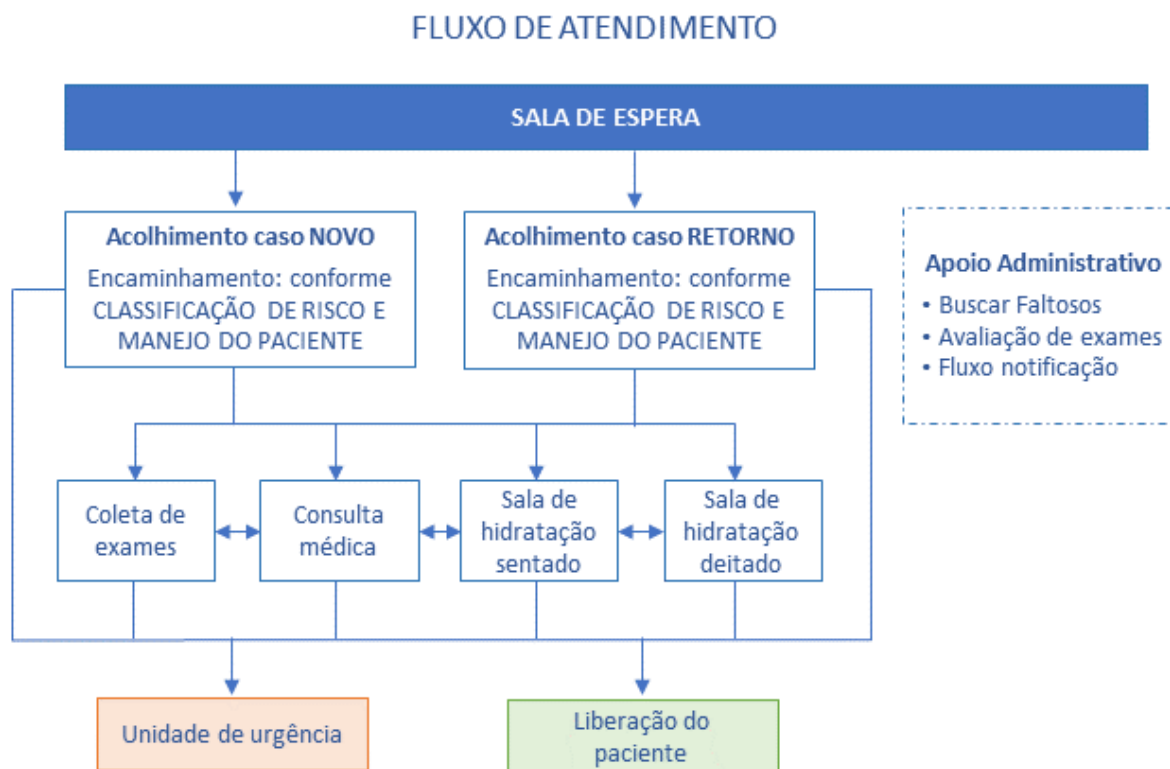 FLUXO DE ATENDIMENTO
SALA DE ESPERA
Acolhimento caso NOVO
Encaminhamento: conforme
CLASSIFICAÇÃO DE RISCO E
MANEJO DO PACIENTE
Acolhimento caso RETORNO
Encaminhamento: conforme
CLASSIFICAÇÃO DE RISCO E
MANEJO DO PACIENTE
Apoio Administrativo
• Buscar Faltosos
• Avaliação de exames
• Fluxo notificação
Coleta de
exames
Consulta
médica
Sala de
hidratação
sentado
Sala de
hidratação
deitado
Unidade de urgência
Liberação do
paciente